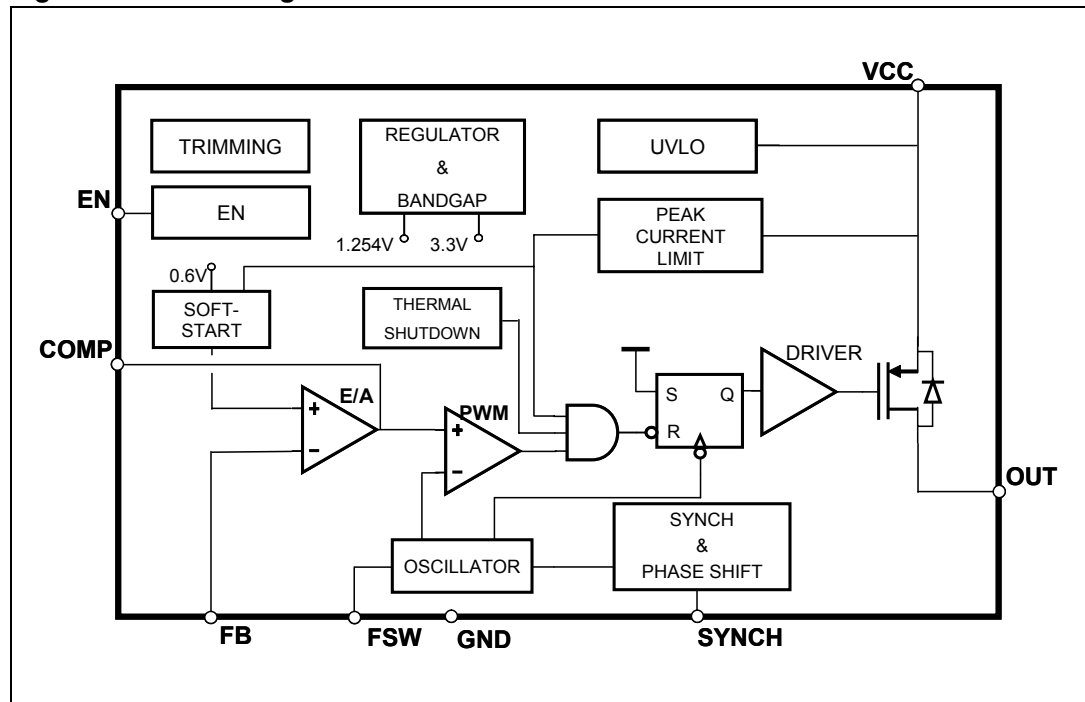 VCC
TRIMMING
REGULATOR
&
BANDGAP
UVLO
EN
EN
PEAK
CURRENT
LIMIT
1.254V
3.3V
0.6V
SOFT-
START
THERMAL
SHUTDOWN
COMP
DRIVER
E/A
PWM
+
−
+
−
S
Q
R
OUT
SYNCH
&
PHASE SHIFT
OSCILLATOR
FB
FSW
GND
SYNCH